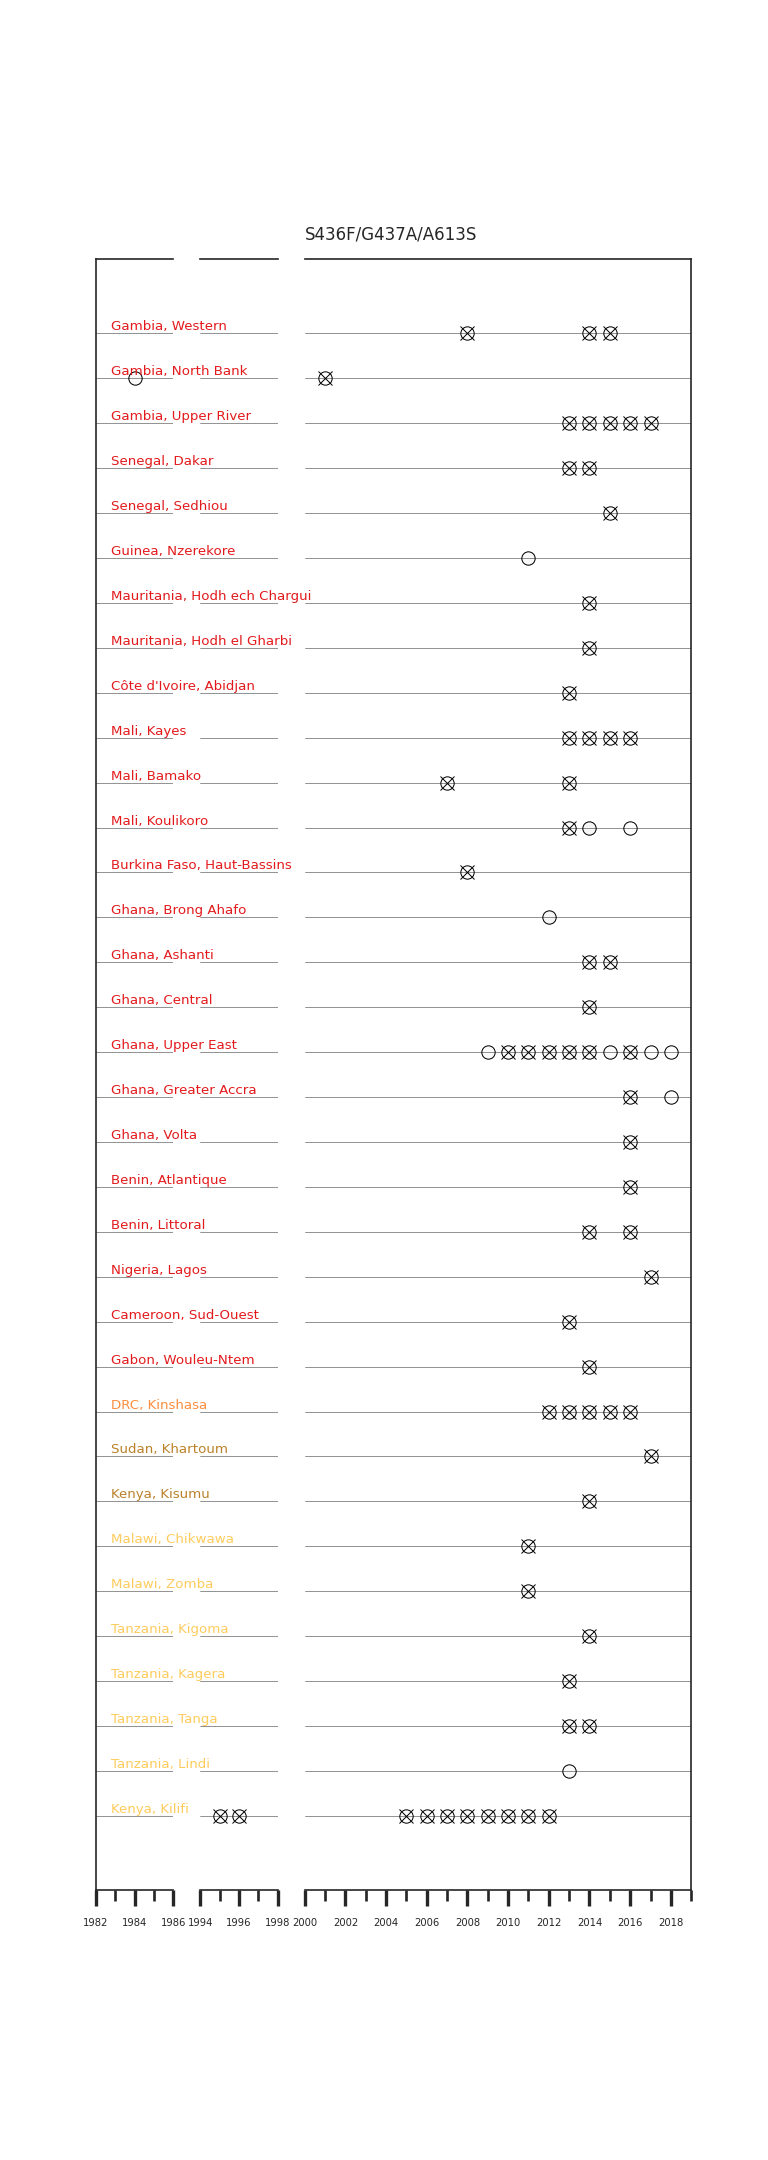 S436F/G437A/A613S
Gambia, Western
Gambia, North Bank
Gambia, Upper River
Senegal, Dakar
Senegal, Sedhiou
Guinea, Nzerekore
Mauritania, Hodh ech Chargui
Mauritania, Hodh el Gharbi
Côte d'Ivoire, Abidjan
Mali, Kayes
Mali, Bamako
Mali, Koulikoro
Burkina Faso, Haut-Bassins
Ghana, Brong Ahafo
Ghana, Ashanti
Ghana, Central
Ghana, Upper East
Ghana, Greater Accra
Ghana, Volta
Benin, Atlantique
Benin, Littoral
Nigeria, Lagos
Cameroon, Sud-Ouest
Gabon, Wouleu-Ntem
DRC, Kinshasa
Sudan, Khartoum
Kenya, Kisumu
Malawi, Chikwawa
Malawi, Zomba
Tanzania, Kigoma
Tanzania, Kagera
Tanzania, Tanga
Tanzania, Lindi
Kenya, Kilifi
1982 1984 1986 1994 1996 1998 2000 2002 2004 2006 2008 2010 2012 2014 2016 2018